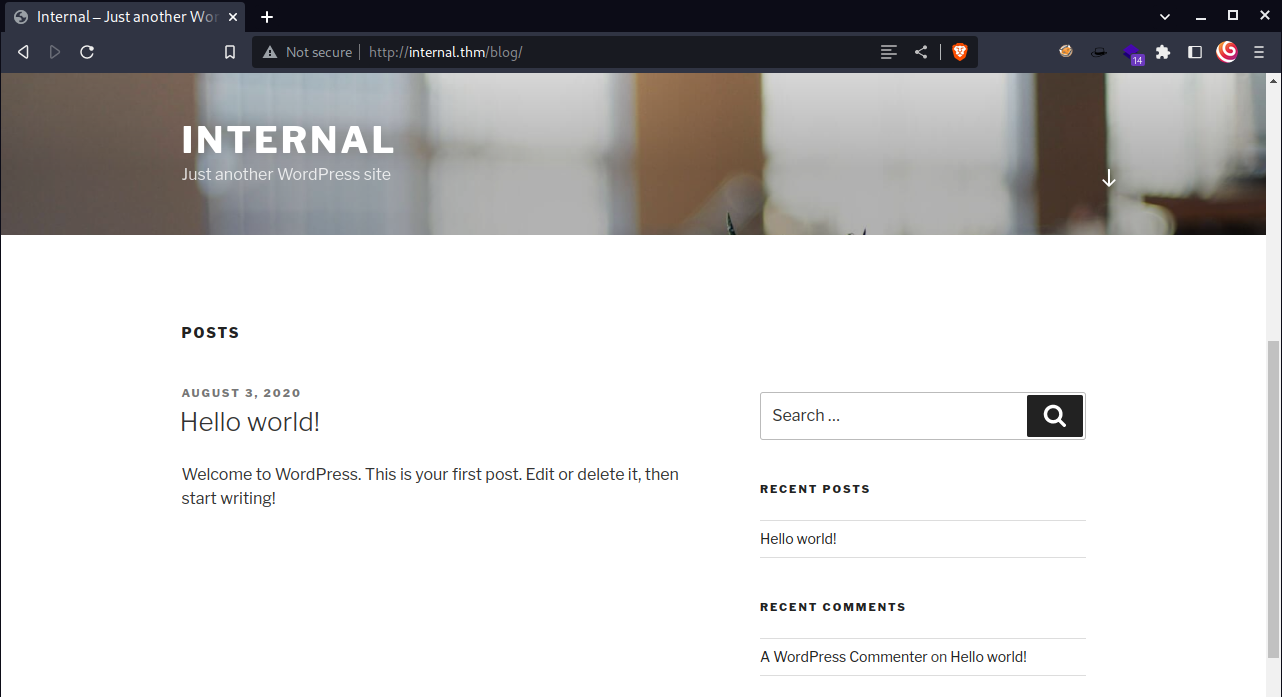 Internal – Just another Wor
Not secure
http://internal.thm/blog/
14
INTERNAL
Just another WordPress site
POSTS
AUGUST 3, 2020
Hello world!
Welcome to WordPress. This is your first post. Edit or delete it, then
start writing!
Search …
RECENT POSTS
Hello world!
RECENT COMMENTS
A WordPress Commenter on Hello world!